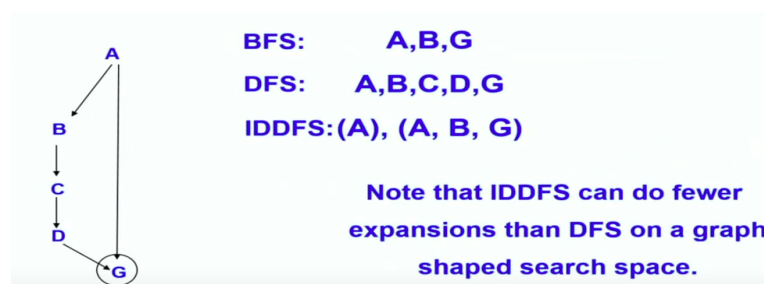 A
B
C
D
G
BFS: A,B,G
DFS: A,B,C,D,G
IDDFS:(A), (A, B, G)
Note that IDDFS can do fewer
expansions than DFS on a graph
shaped search space.